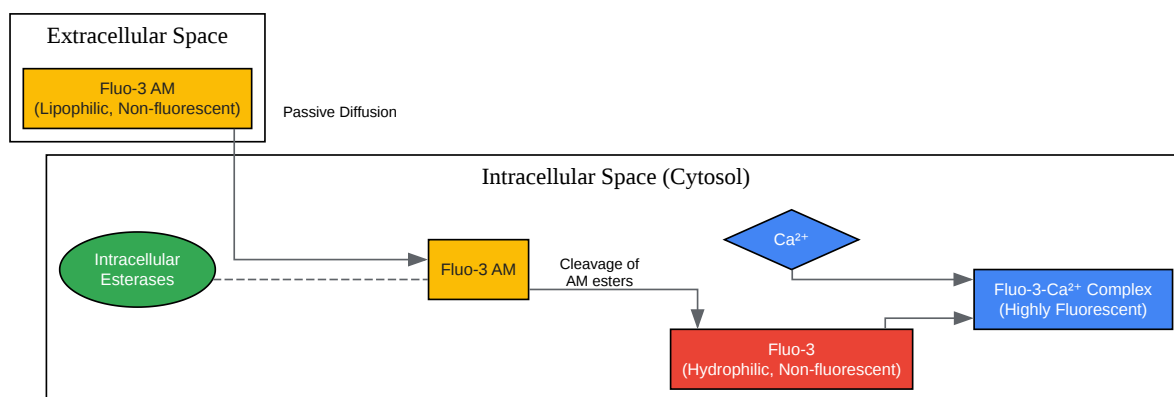 Extracellular Space
Fluo-3 AM
(Lipophilic, Non-fluorescent)
Passive Diffusion
Intracellular Space (Cytosol)
Intracellular
Esterases
Fluo-3 AM
Cleavage of
AM esters
Ca²⁺
Fluo-3-Ca²⁺ Complex
(Highly Fluorescent)
Fluo-3
(Hydrophilic, Non-fluorescent)